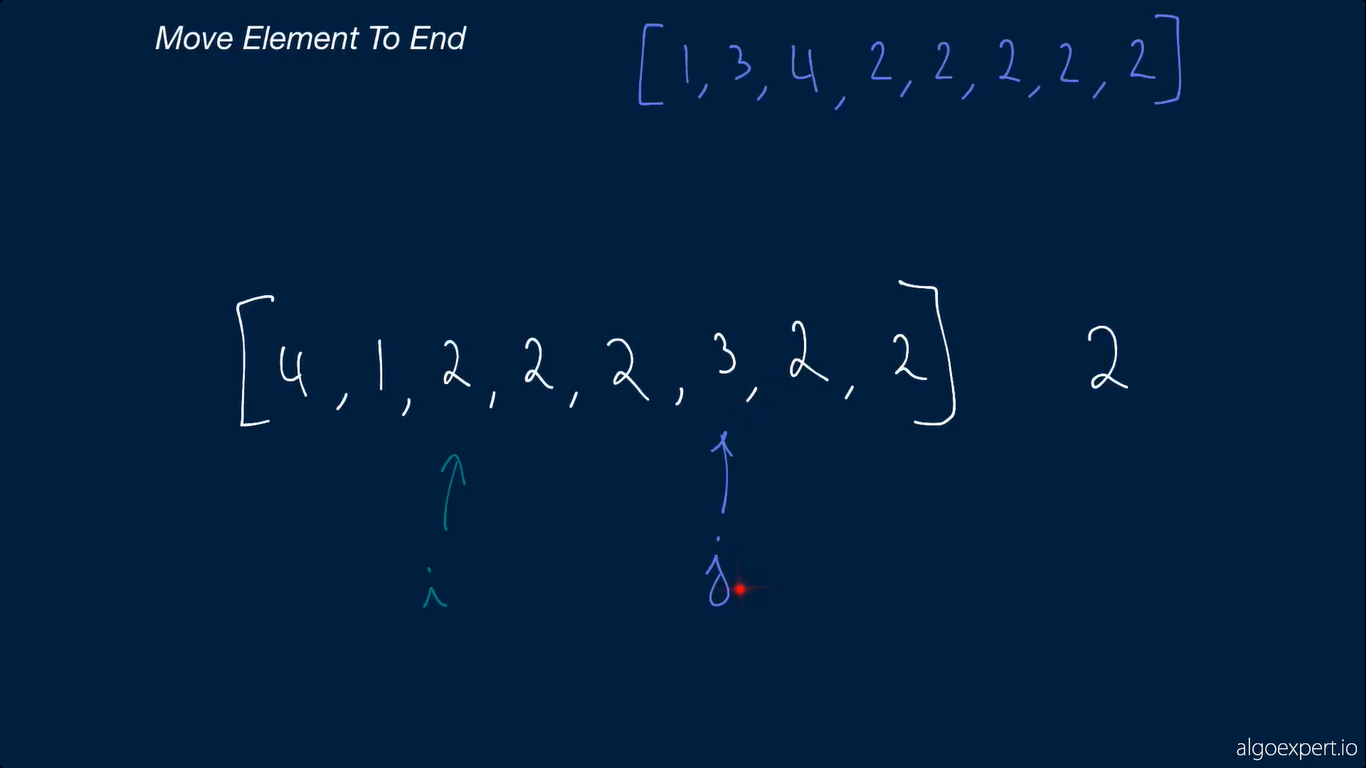 Move Element To End
[1, 3, 4, 2, 2, 2, 2, 2]
[4, 1, 2, 2, 2, 3, 2, 2] 2
i j
algoexpert.io